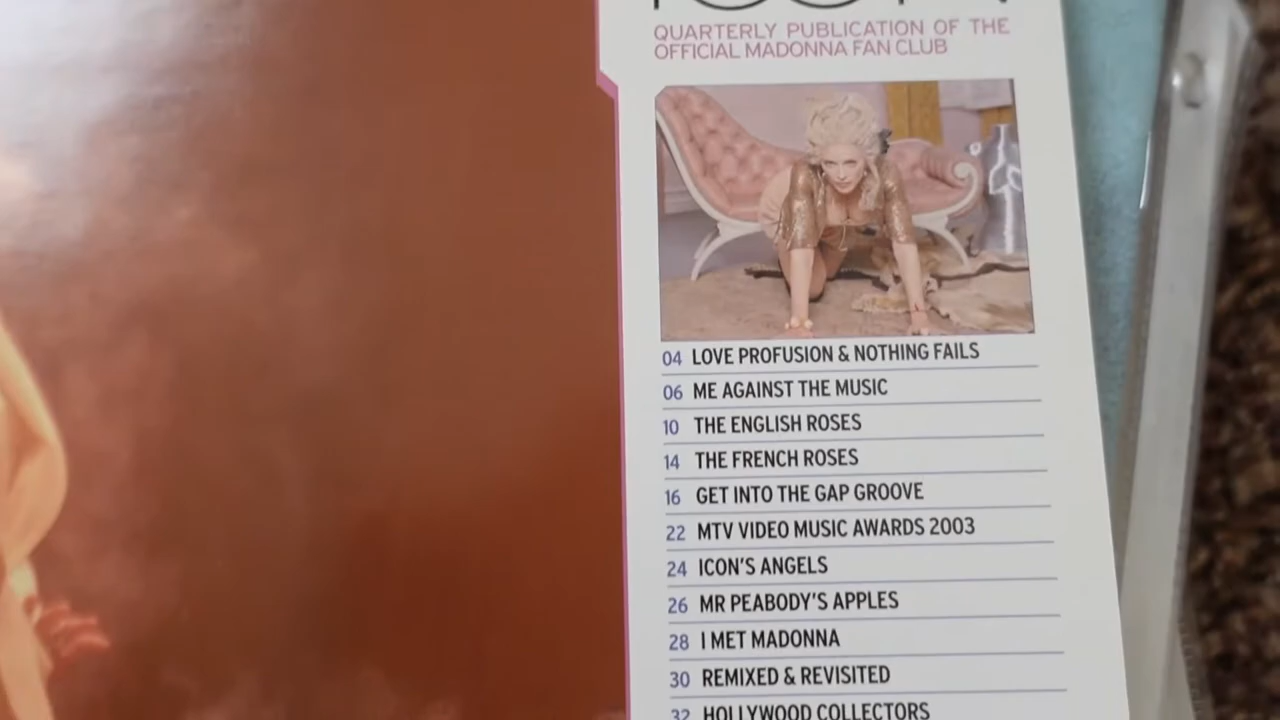 QUARTERLY PUBLICATION OF THE
OFFICIAL MADONNA FAN CLUB
04 LOVE PROFUSION & NOTHING FAILS
06 ME AGAINST THE MUSIC
10 THE ENGLISH ROSES
14 THE FRENCH ROSES
16 GET INTO THE GAP GROOVE
22 MTV VIDEO MUSIC AWARDS 2003
24 ICON'S ANGELS
26 MR PEABODY'S APPLES
28 I MET MADONNA
30 REMIXED & REVISITED
32 HOLLYWOOD COLLECTORS